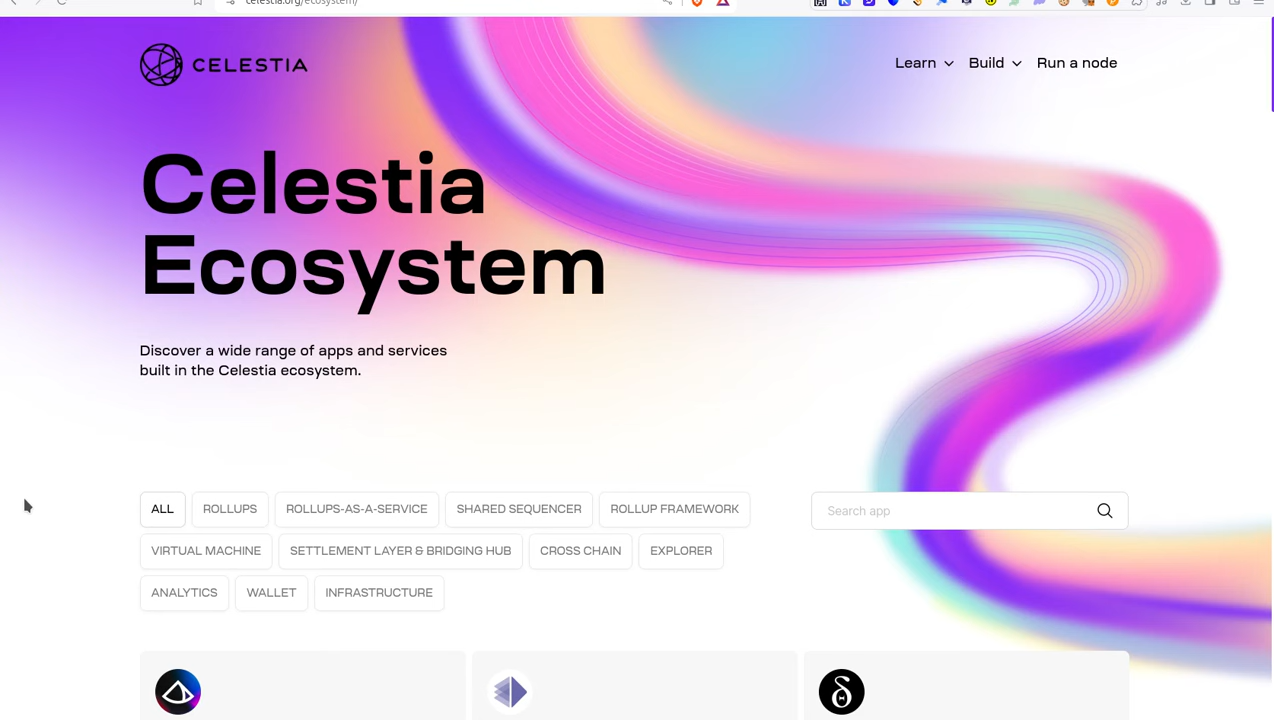 celestia.org/ecosystem/
CELESTIA
Learn
Build
Run a node
Celestia
Ecosystem
Discover a wide range of apps and services
built in the Celestia ecosystem.
ALL
ROLLUPS
ROLLUPS-AS-A-SERVICE
SHARED SEQUENCER
ROLLUP FRAMEWORK
Search app
VIRTUAL MACHINE
SETTLEMENT LAYER & BRIDGING HUB
CROSS CHAIN
EXPLORER
ANALYTICS
WALLET
INFRASTRUCTURE